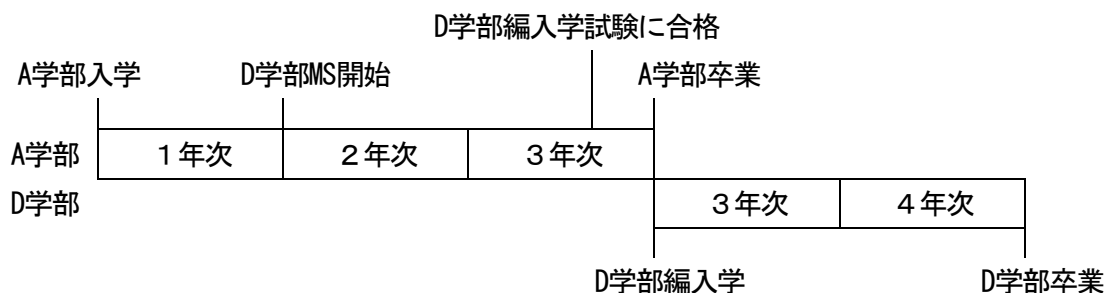 D学部編入学試験に合格
A学部入学 D学部MS開始 A学部卒業
A学部 １年次 ２年次 ３年次
D学部 ３年次 ４年次
D学部編入学 D学部卒業